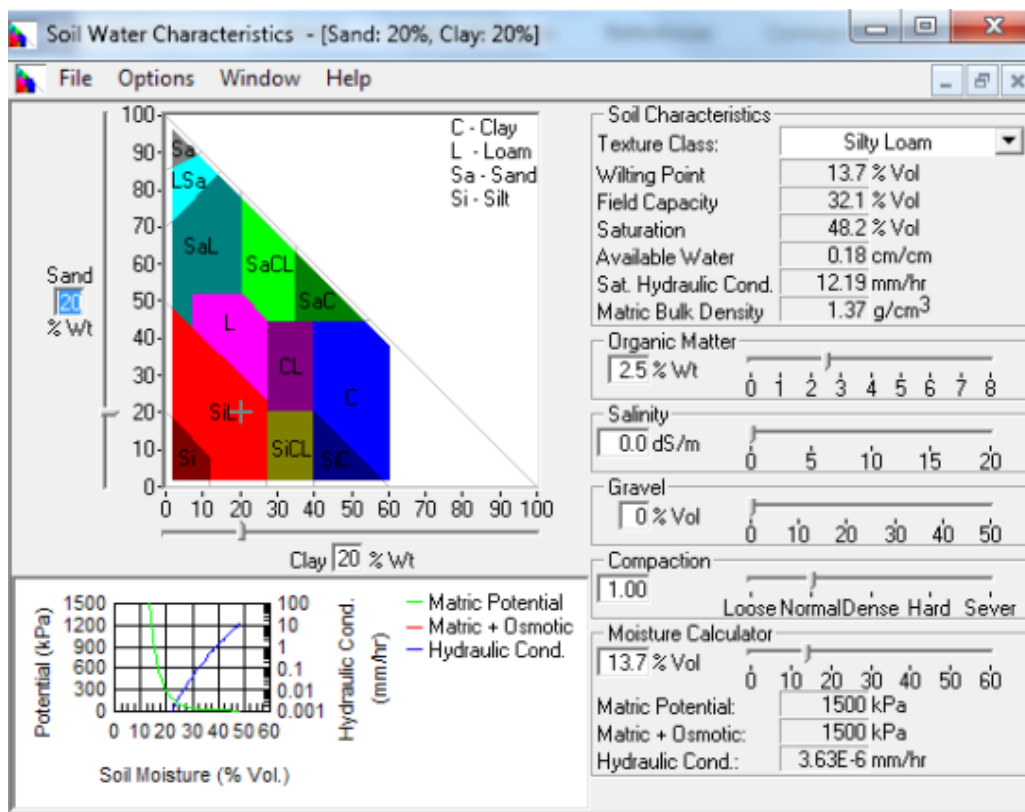 Soil Water Characteristics - [Sand: 20%, Clay: 20%]
File Options Window Help
100
90
80
70
60
50
40
30
20
10
0
Sand
20
% Wt
C - Clay
L - Loam
Sa - Sand
Si - Silt
Sa
LSa
SaL
SaCL
SaC
L
CL
C
SiL
SiCL
SiC
Si
0 10 20 30 40 50 60 70 80 90 100
Clay 20 % Wt
Soil Characteristics
Texture Class: Silty Loam
Wilting Point 13.7 % Vol
Field Capacity 32.1 % Vol
Saturation 48.2 % Vol
Available Water 0.18 cm/cm
Sat. Hydraulic Cond. 12.19 mm/hr
Matric Bulk Density 1.37 g/cm3
Organic Matter
2.5 % Wt
0 1 2 3 4 5 6 7 8
Salinity
0.0 dS/m
0 5 10 15 20
Gravel
0 % Vol
0 10 20 30 40 50
Compaction
1.00
Loose Normal Dense Hard Sever
Moisture Calculator
13.7 % Vol
0 10 20 30 40 50 60
Matric Potential: 1500 kPa
Matric + Osmotic: 1500 kPa
Hydraulic Cond.: 3.63E-6 mm/hr
Potential (kPa)
1500
1200
900
600
300
0
100
10
1
0.1
0.01
0.001
Hydraulic Cond.
(mm/hr)
0 10 20 30 40 50 60
Soil Moisture (% Vol.)
Matric Potential
Matric + Osmotic
Hydraulic Cond.